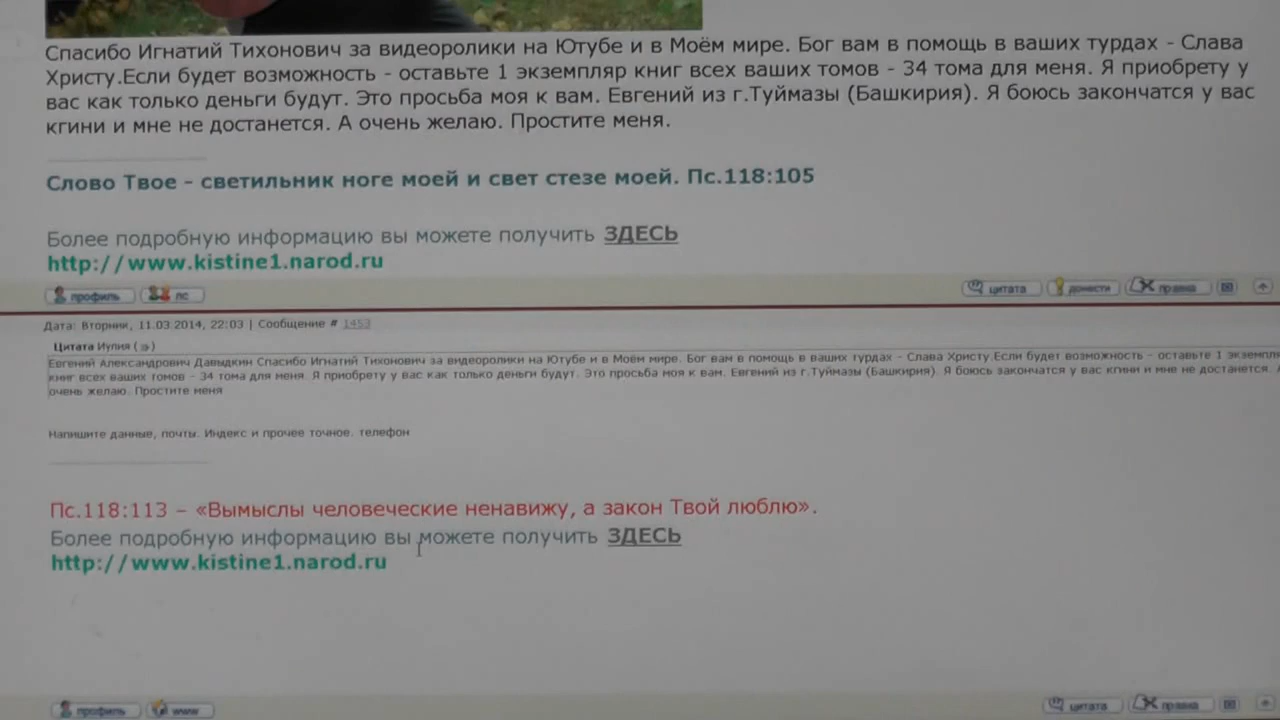 Спасибо Игнатий Тихонович за видеоролики на Ютубе и в Моём мире. Бог вам в помощь в ваших турдах - Слава
Христу.Если будет возможность - оставьте 1 экземпляр книг всех ваших томов - 34 тома для меня. Я приобрету у
вас как только деньги будут. Это просьба моя к вам. Евгений из г.Туймазы (Башкирия). Я боюсь закончатся у вас
кгини и мне не достанется. А очень желаю. Простите меня.
Слово Твое - светильник ноге моей и свет стезе моей. Пс.118:105
Более подробную информацию вы можете получить ЗДЕСЬ
http://www.kistine1.narod.ru
профиль пс цитата донести правка
Дата: Вторник, 11.03.2014, 22:03 | Сообщение # 1453
Цитата Иулия ( )
Евгений Александрович Давыдкин Спасибо Игнатий Тихонович за видеоролики на Ютубе и в Моём мире. Бог вам в помощь в ваших турдах - Слава Христу.Если будет возможность - оставьте 1 экземпл
книг всех ваших томов - 34 тома для меня. Я приобрету у вас как только деньги будут. Это просьба моя к вам. Евгений из г.Туймазы (Башкирия). Я боюсь закончатся у вас кгини и мне не достанется. А
очень желаю. Простите меня
Напишите данные, почты. Индекс и прочее точное. телефон
Пс.118:113 – «Вымыслы человеческие ненавижу, а закон Твой люблю».
Более подробную информацию вы можете получить ЗДЕСЬ
http://www.kistine1.narod.ru
профиль www цитата правка